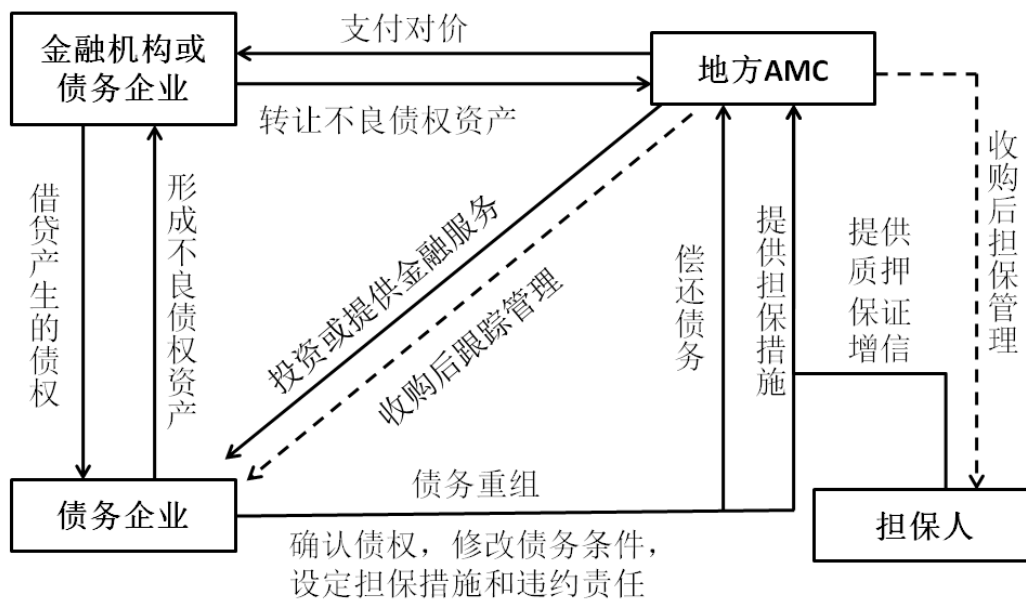 支付对价
金融机构或
债务企业
地方AMC
转让不良债权资产
借贷产生的债权
形成不良债权资产
投资或提供金融服务
收购后跟踪管理
偿还债务
提供担保措施
提供
质押
保证
增信
收购后担保管理
债务企业
债务重组
担保人
确认债权，修改债务条件，
设定担保措施和违约责任